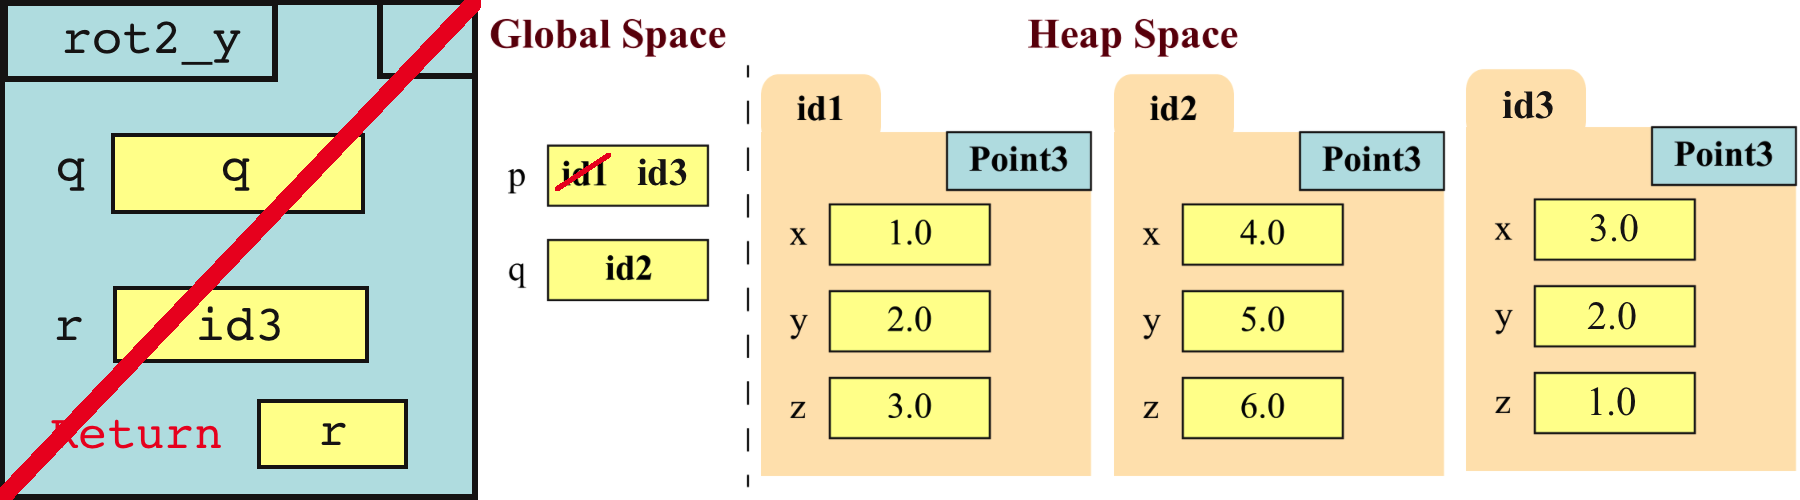 rot2_y
q q
r id3
Return r
Global Space
p id1 id3
q id2
Heap Space
id1
Point3
x 1.0
y 2.0
z 3.0
id2
Point3
x 4.0
y 5.0
z 6.0
id3
Point3
x 3.0
y 2.0
z 1.0